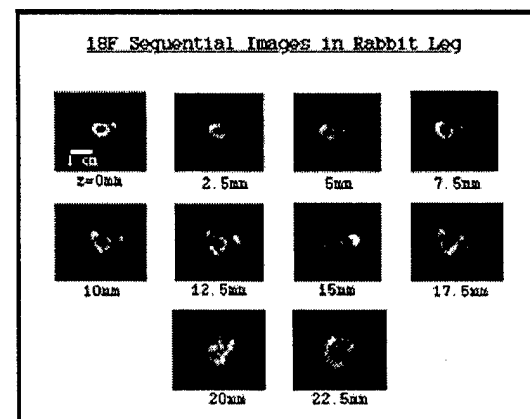 18F Sequential Images in Rabbit Leg
1 cm
z=0mm 2.5mm 5mm 7.5mm
10mm 12.5mm 15mm 17.5mm
20mm 22.5mm